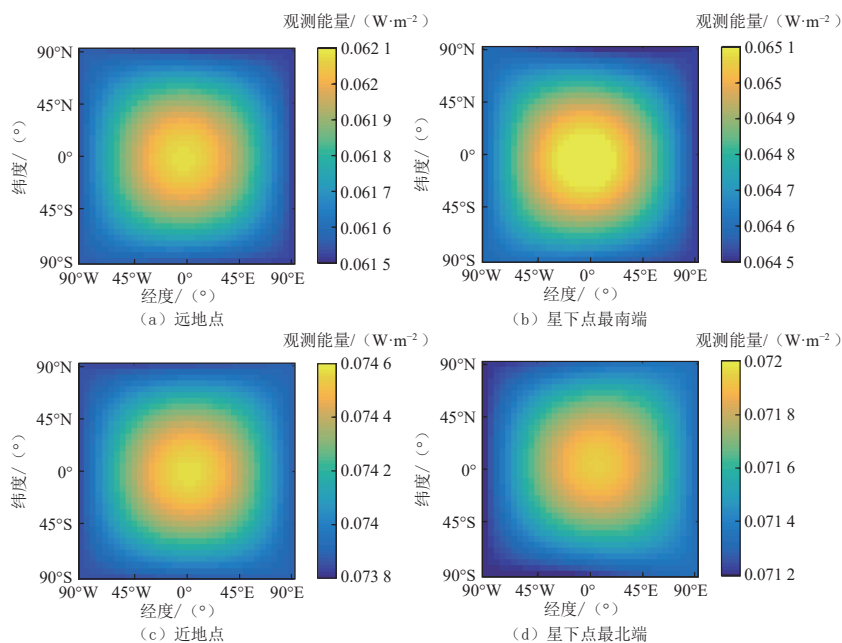 观测能量/（W·m⁻²）
90°N
45°N
0°
45°S
90°S
纬度/（°）
90°W
45°W
0°
45°E
90°E
经度/（°）
0.062 1
0.062
0.061 9
0.061 8
0.061 7
0.061 6
0.061 5
（a）远地点
观测能量/（W·m⁻²）
90°N
45°N
0°
45°S
90°S
纬度/（°）
90°W
45°W
0°
45°E
90°E
经度/（°）
0.065 1
0.065
0.064 9
0.064 8
0.064 7
0.064 6
0.064 5
（b）星下点最南端
观测能量/（W·m⁻²）
90°N
45°N
0°
45°S
90°S
纬度/（°）
90°W
45°W
0°
45°E
90°E
经度/（°）
0.074 6
0.074 4
0.074 2
0.074
0.073 8
（c）近地点
观测能量/（W·m⁻²）
90°N
45°N
0°
45°S
90°S
纬度/（°）
90°W
45°W
0°
45°E
90°E
经度/（°）
0.072
0.071 8
0.071 6
0.071 4
0.071 2
（d）星下点最北端